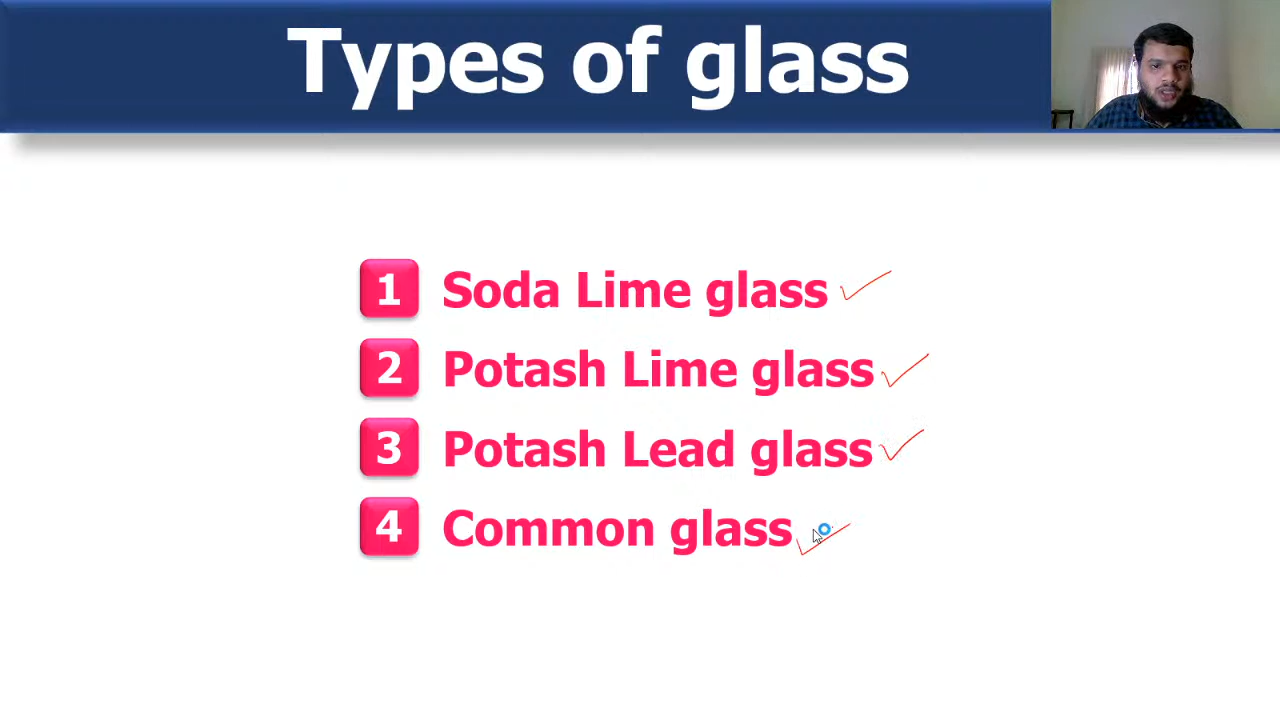 Types of glass
1 Soda Lime glass
2 Potash Lime glass
3 Potash Lead glass
4 Common glass